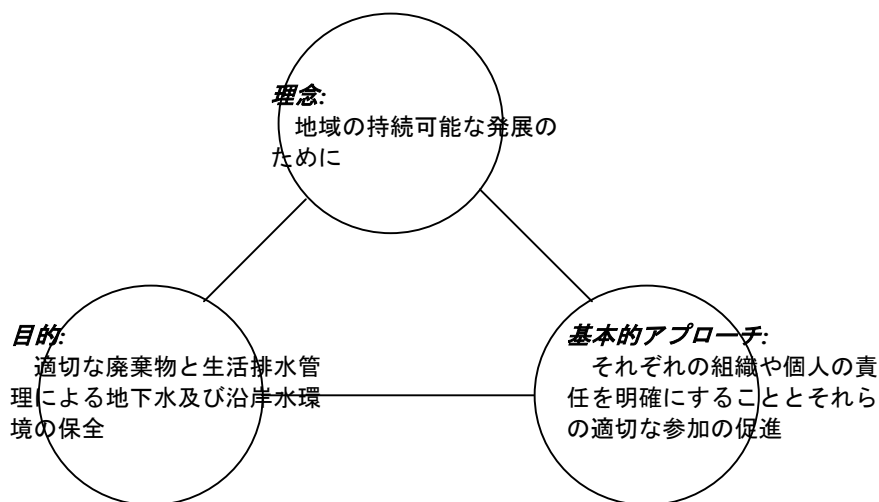 理念:
地域の持続可能な発展の
ために
目的:
適切な廃棄物と生活排水管
理による地下水及び沿岸水環
境の保全
基本的アプローチ:
それぞれの組織や個人の責
任を明確にすることとそれら
の適切な参加の促進